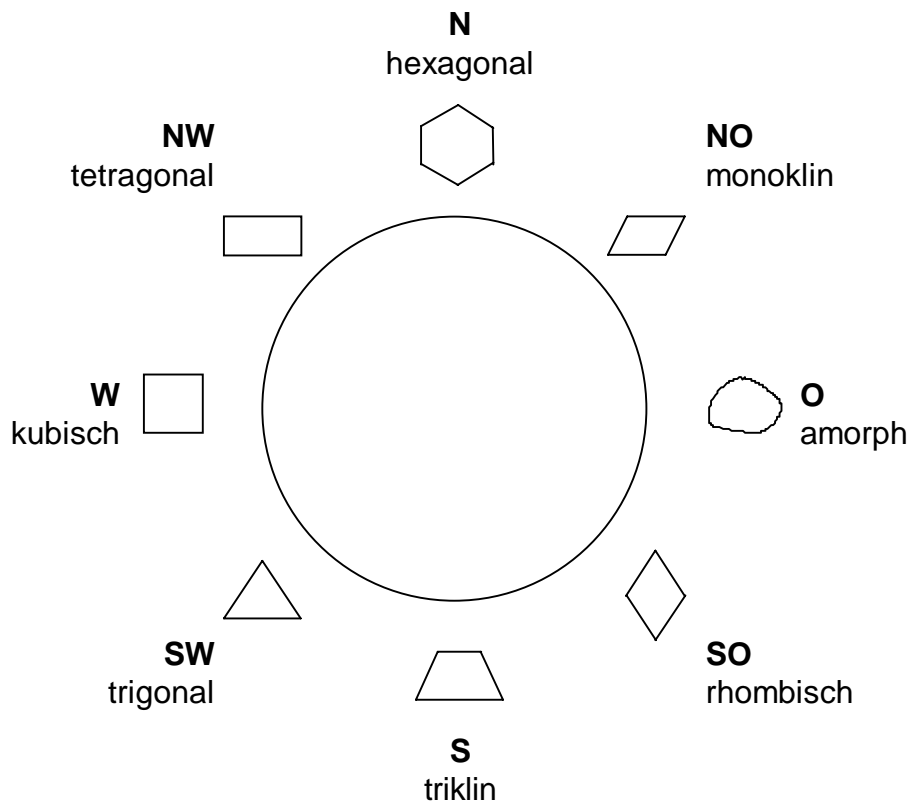 N
hexagonal
NW
tetragonal
NO
monoklin
W
kubisch
O
amorph
SW
trigonal
SO
rhombisch
S
triklin